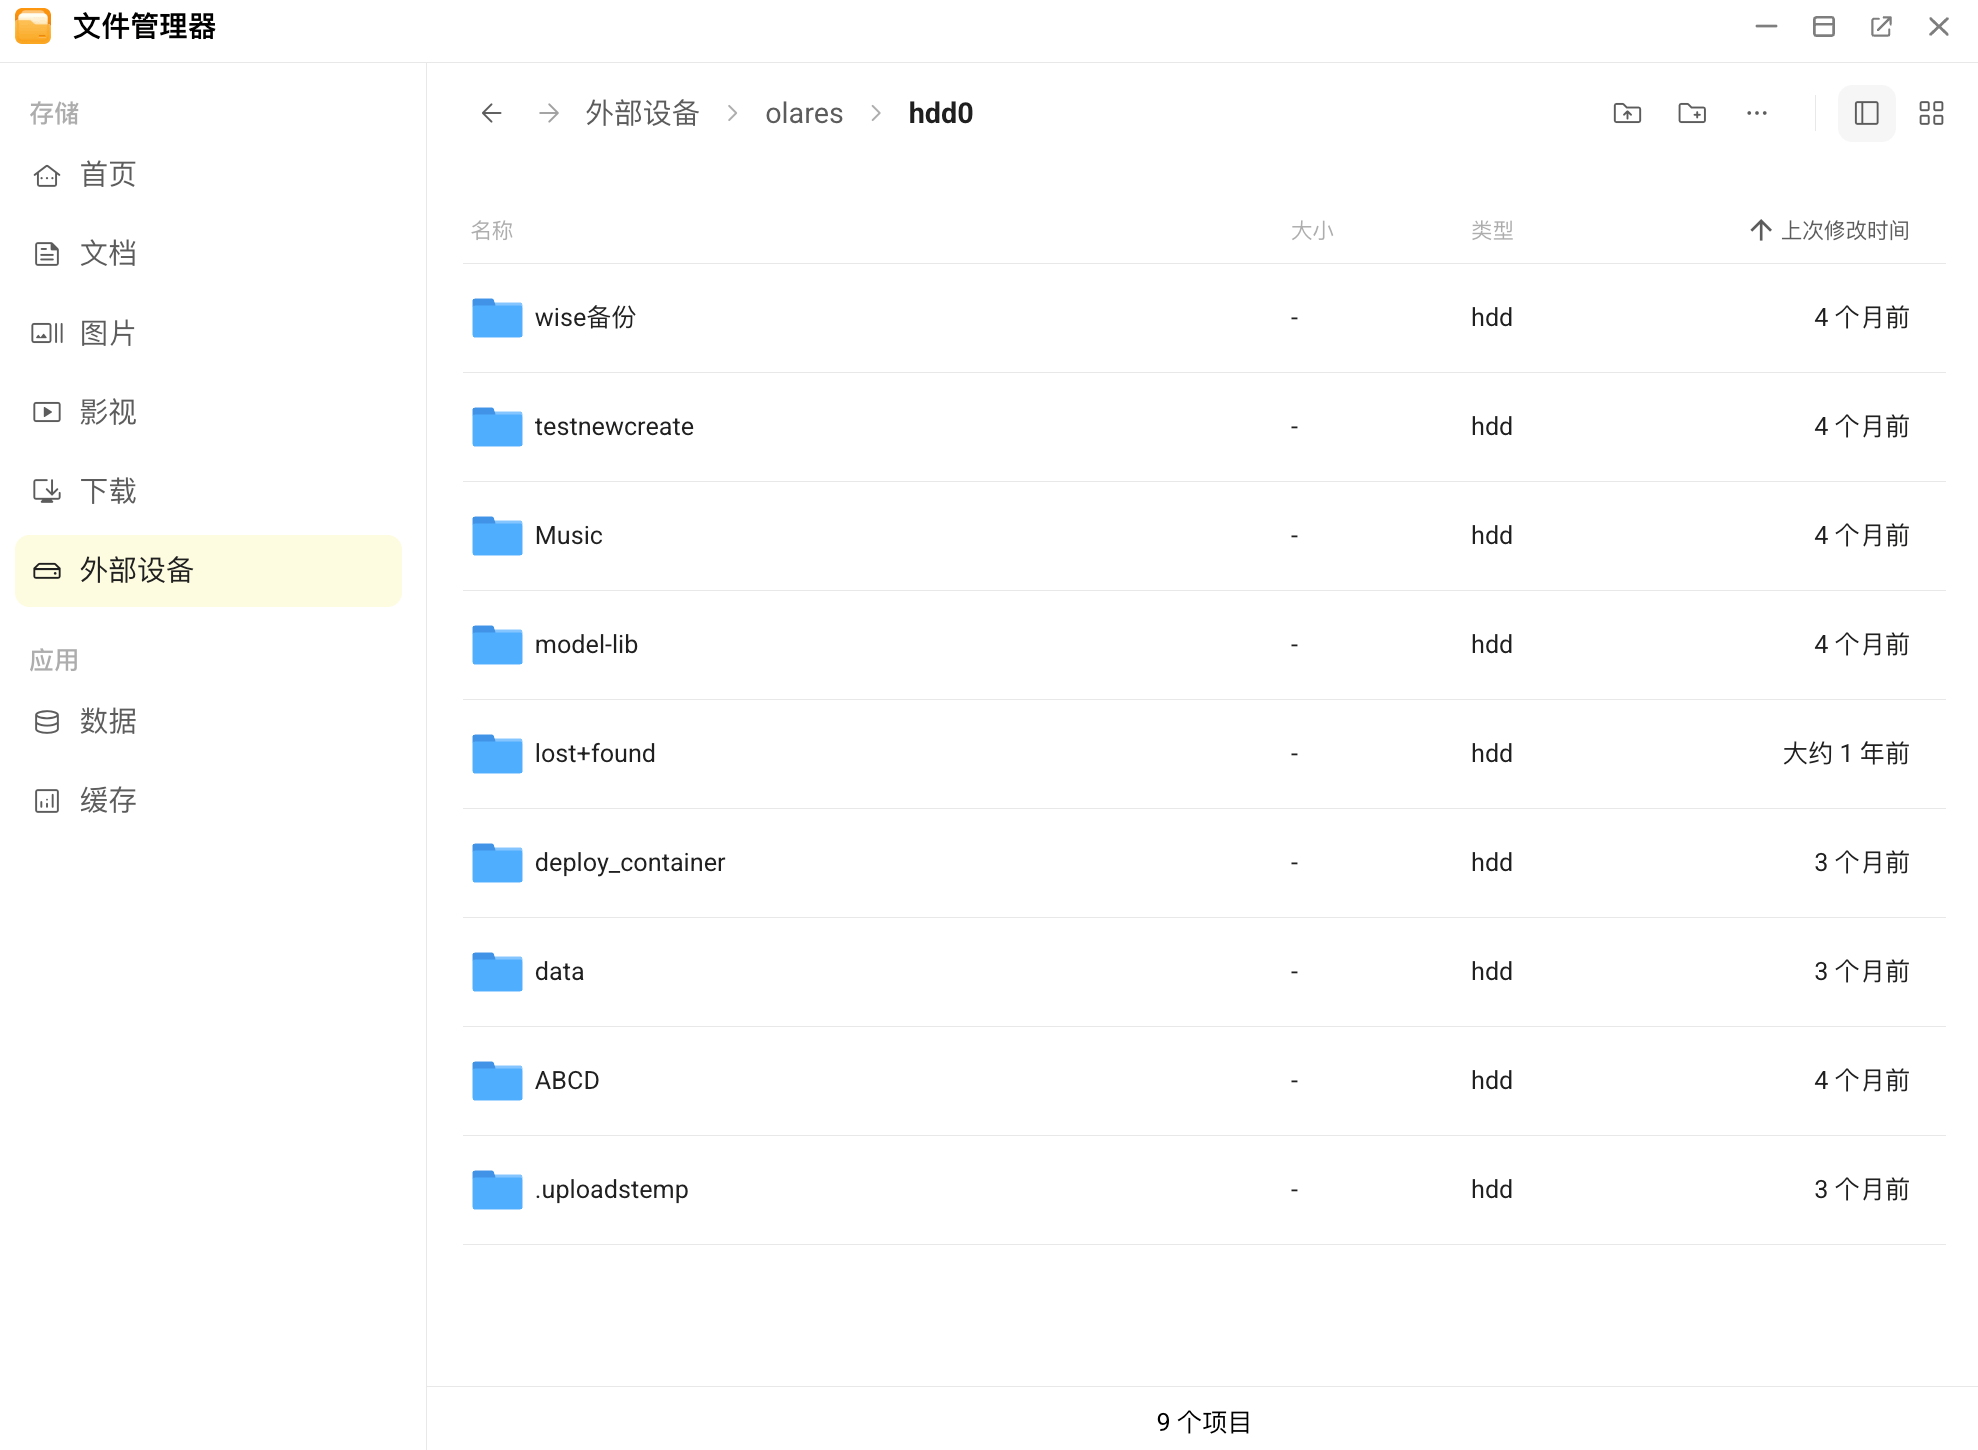 文件管理器
存储
首页
文档
图片
影视
下载
外部设备
应用
数据
缓存
外部设备 olares hdd0
名称 大小 类型 上次修改时间
wise备份 - hdd 4 个月前
testnewcreate - hdd 4 个月前
Music - hdd 4 个月前
model-lib - hdd 4 个月前
lost+found - hdd 大约 1 年前
deploy_container - hdd 3 个月前
data - hdd 3 个月前
ABCD - hdd 4 个月前
.uploadstemp - hdd 3 个月前
9 个项目